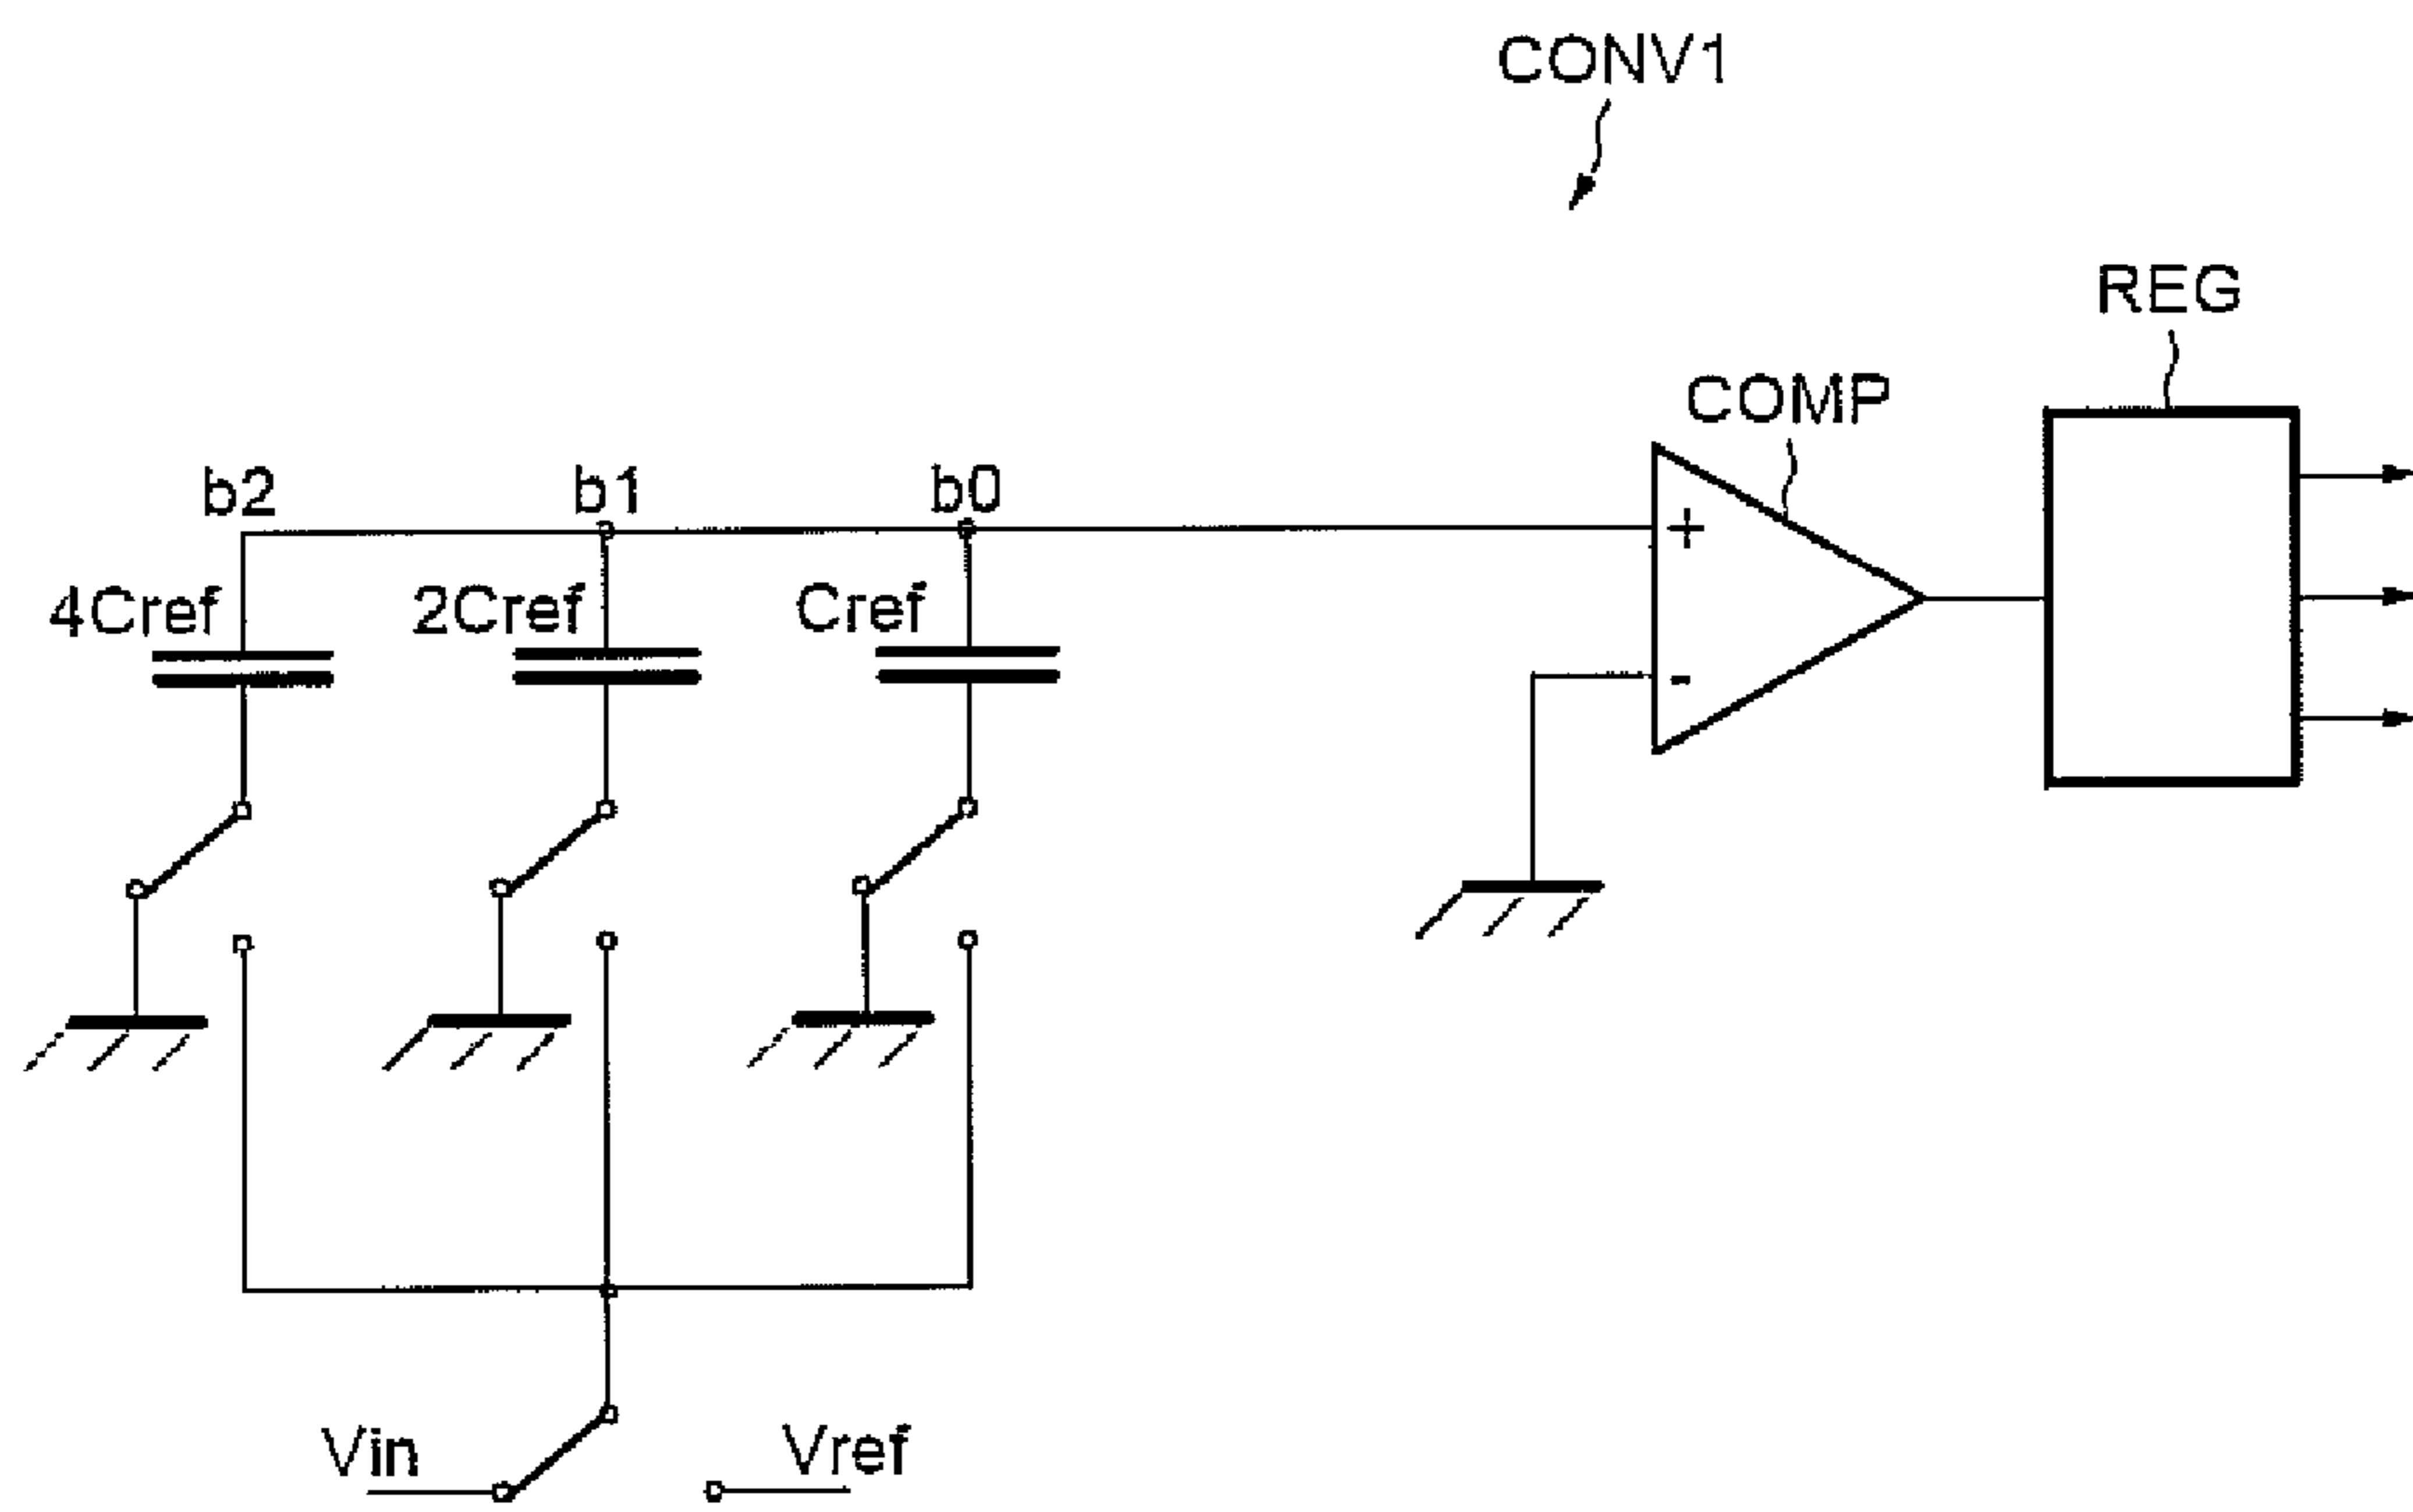 CONV1
REG
COMP
b2 b1 b0
4Cref 2Cref Cref
+
-
Vin Vref